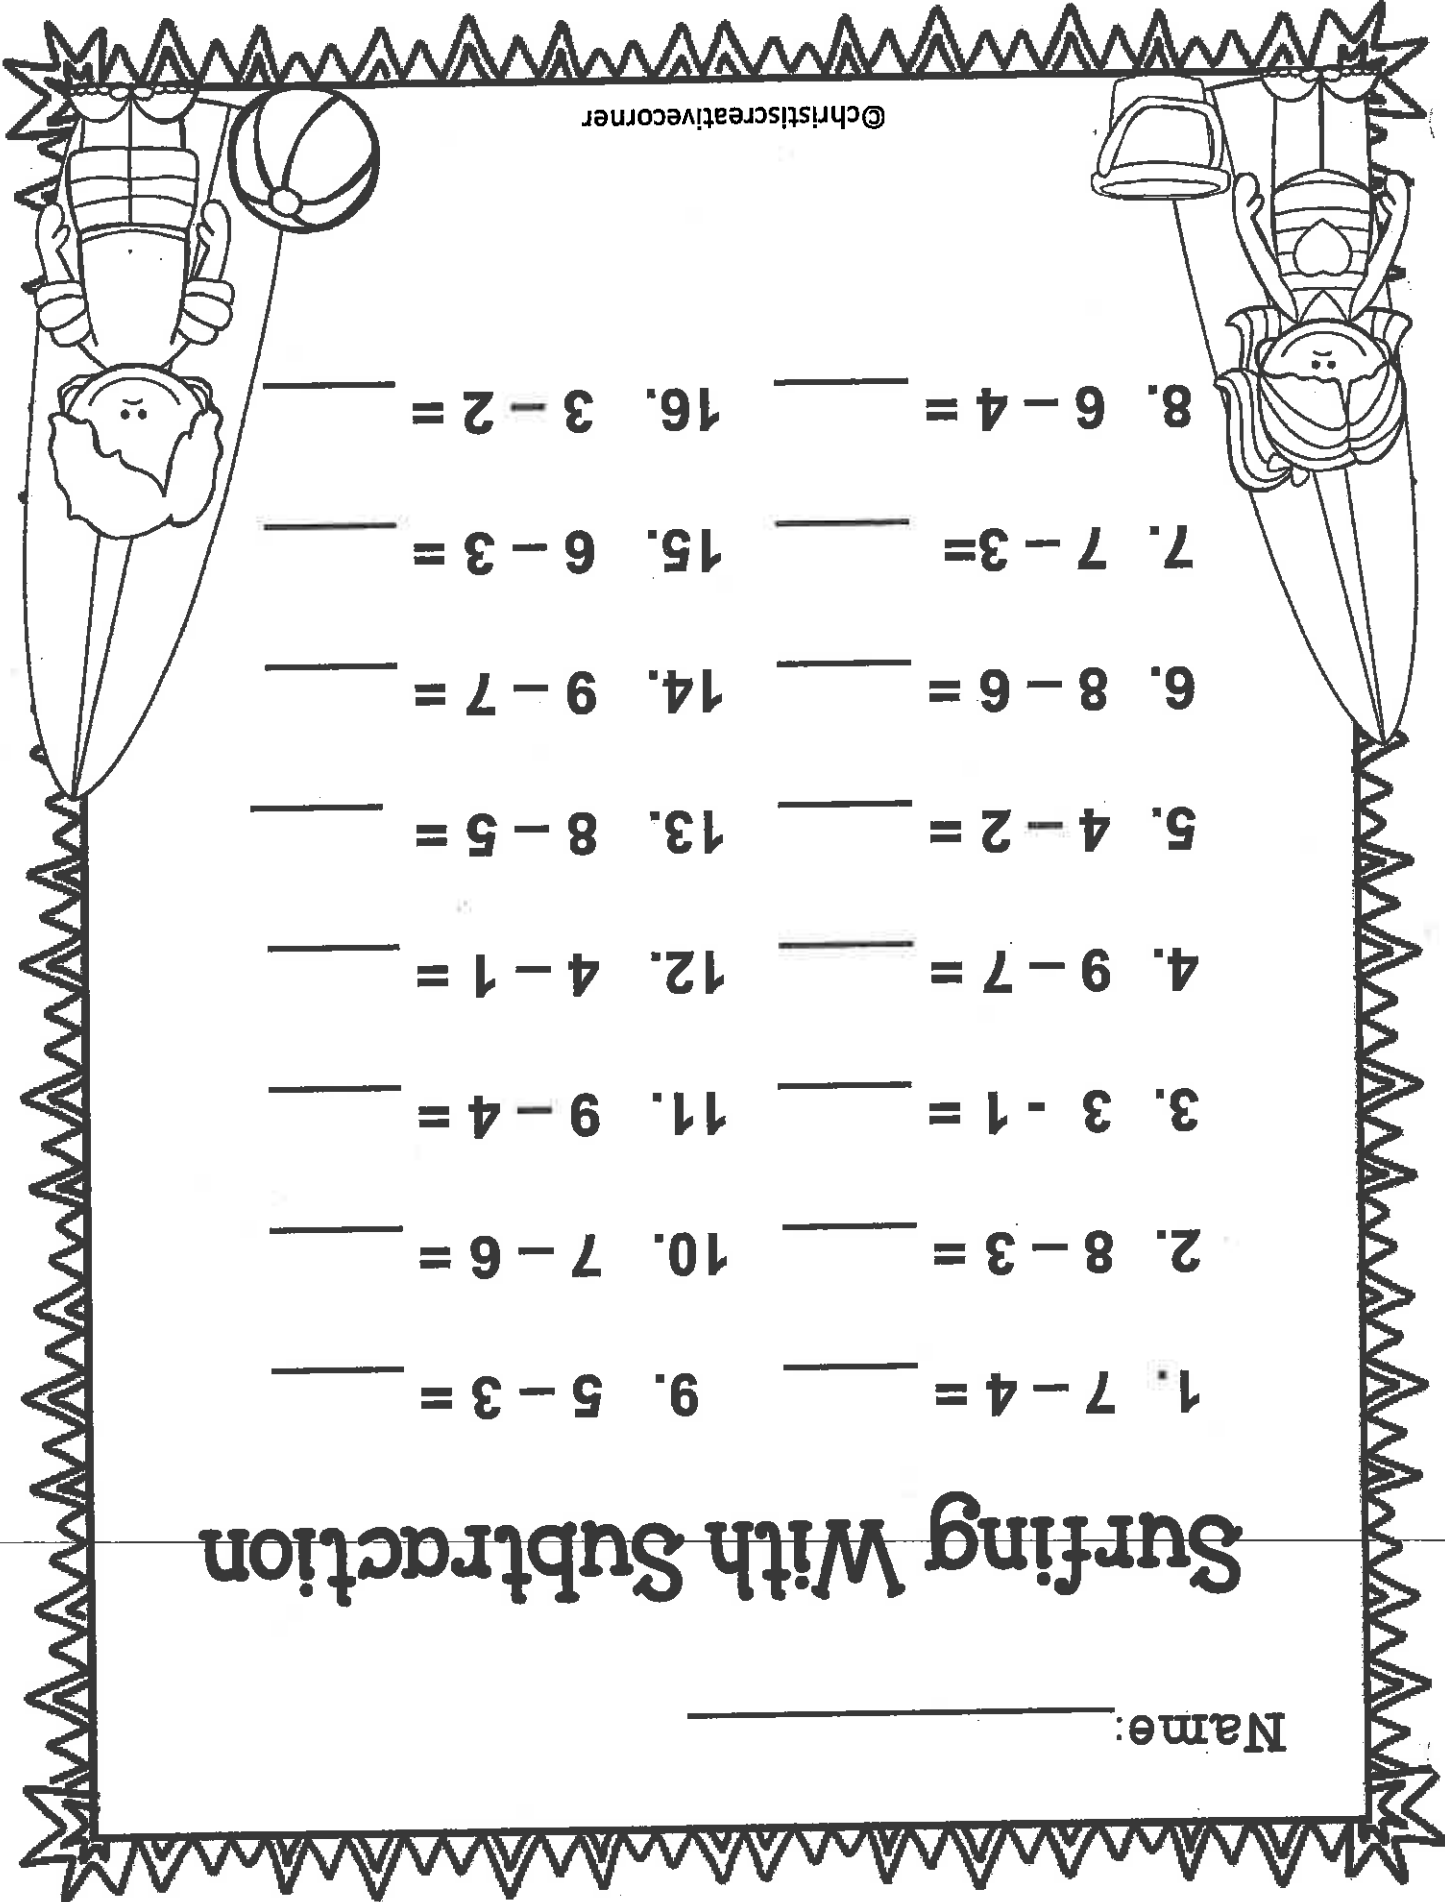 Name:
Surfing With Subtraction
1. 7 – 4 =
2. 8 – 3 =
3. 3 - 1 =
4. 9 – 7 =
5. 4 – 2 =
6. 8 – 6 =
7. 7 – 3=
8. 6 – 4 =
9. 5 – 3 =
10. 7 – 6 =
11. 9 – 4 =
12. 4 – 1 =
13. 8 – 5 =
14. 9 – 7 =
15. 6 – 3 =
16. 3 – 2 =
©christiscreativecorner